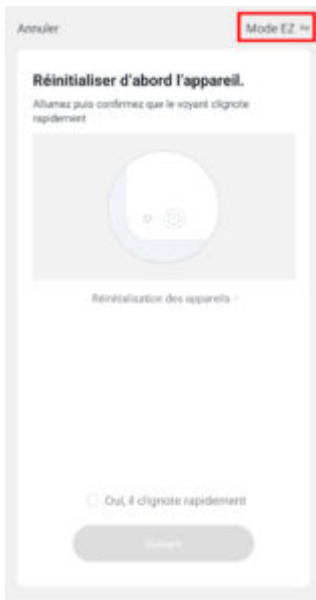 Annuler
Mode EZ
Réinitialiser d'abord l'appareil.
Allumez puis confirmez que le voyant clignote
rapidement
Réinitialisation des appareils
Oui, il clignote rapidement
Suivant